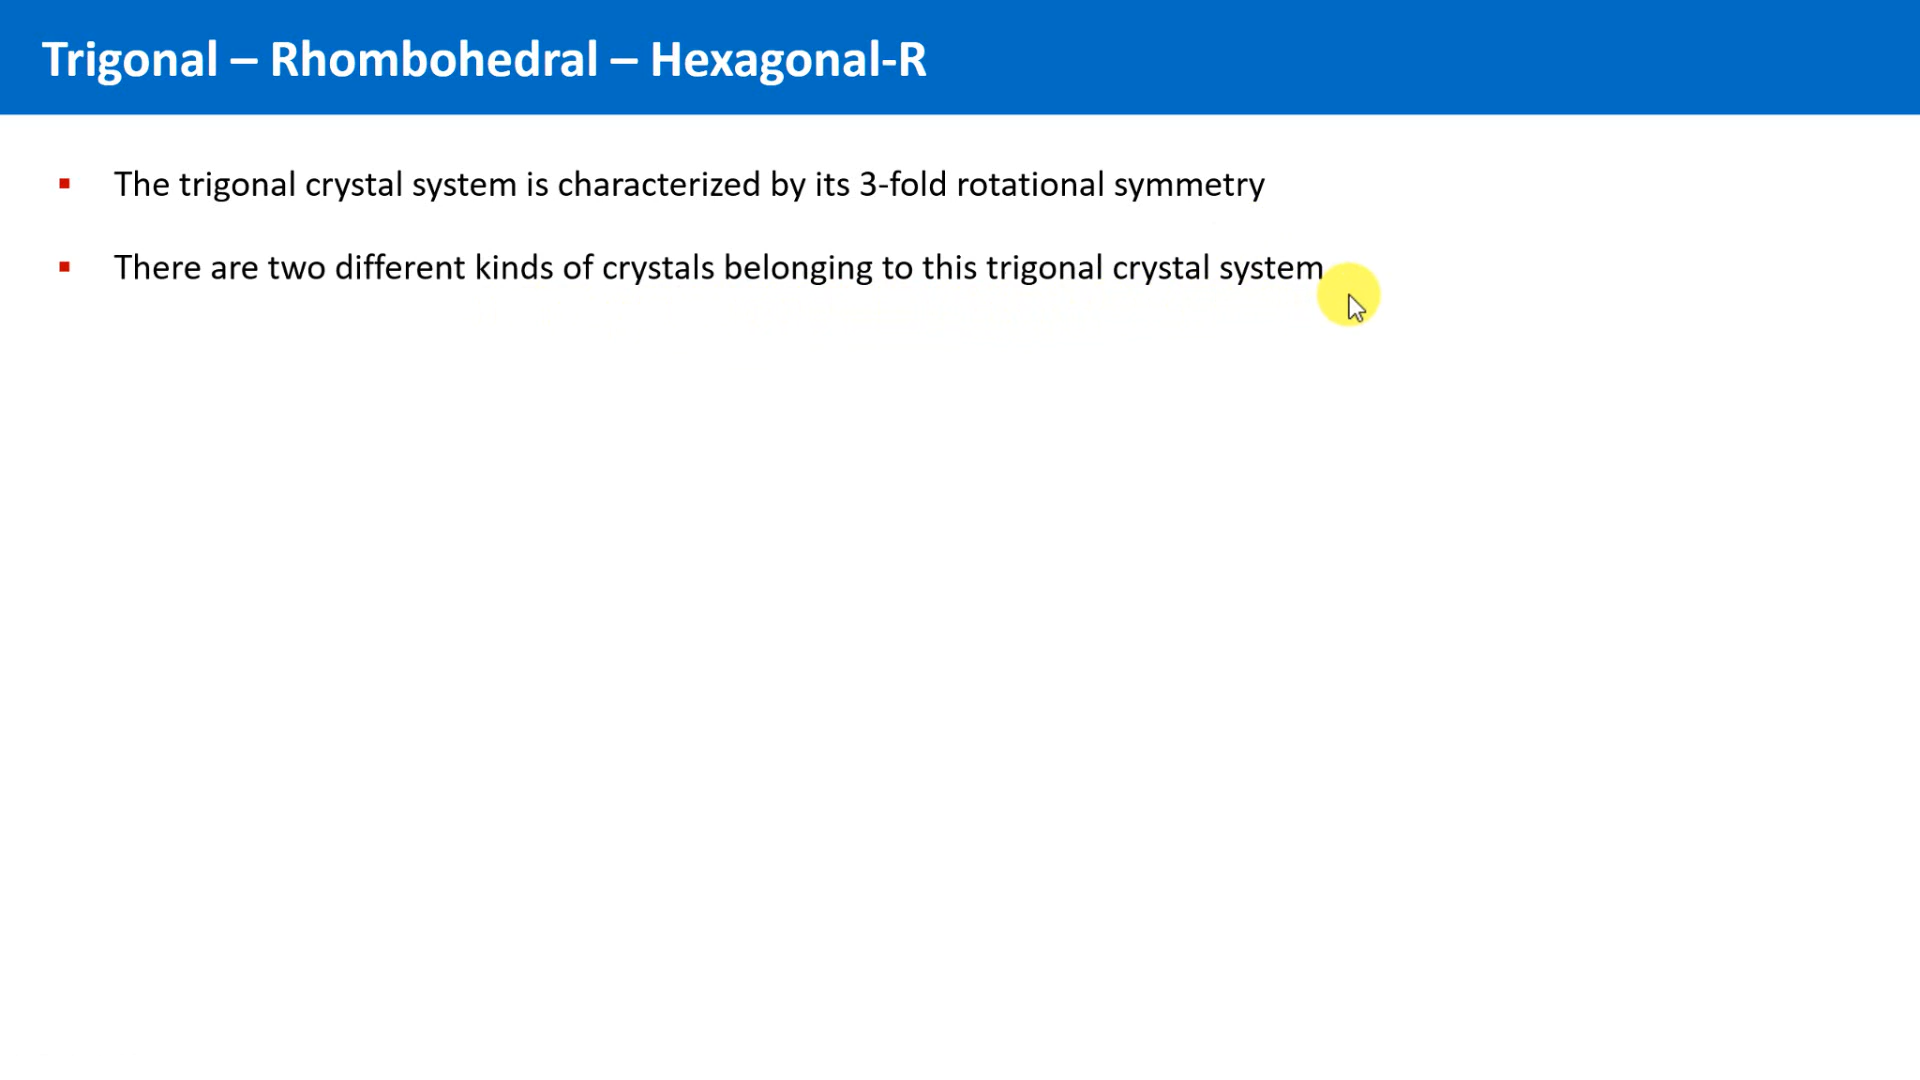 Trigonal – Rhombohedral – Hexagonal-R
▪ The trigonal crystal system is characterized by its 3-fold rotational symmetry
▪ There are two different kinds of crystals belonging to this trigonal crystal system